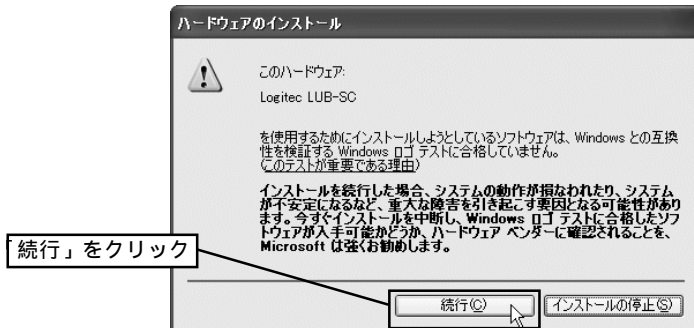 ハードウェアのインストール
このハードウェア:
Logitec LUB-SC
を使用するためにインストールしようとしているソフトウェアは、Windows との互換
性を検証する Windows ロゴ テストに合格していません。
(このテストが重要である理由)
インストールを続行した場合、システムの動作が損なわれたり、システム
が不安定になるなど、重大な障害を引き起こす要因となる可能性があり
ます。今すぐインストールを中断し、Windows ロゴ テストに合格したソフ
トウェアが入手可能かどうか、ハードウェア ベンダーに確認されることを、
Microsoft は強くお勧めします。
「続行」をクリック
続行(C)
インストールの停止(S)